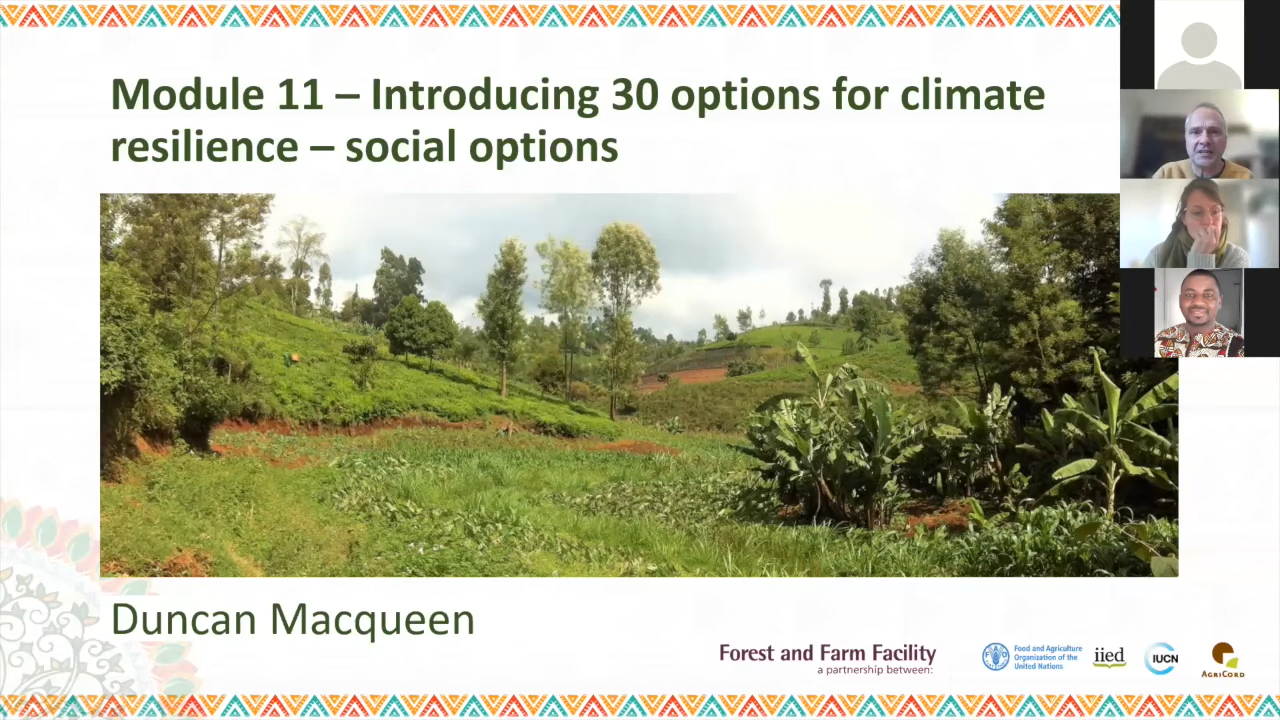 Module 11 – Introducing 30 options for climate
resilience – social options
Duncan Macqueen
Forest and Farm Facility
a partnership between:
FAO
Food and Agriculture
Organization of the
United Nations
iied
IUCN
AGRICORD